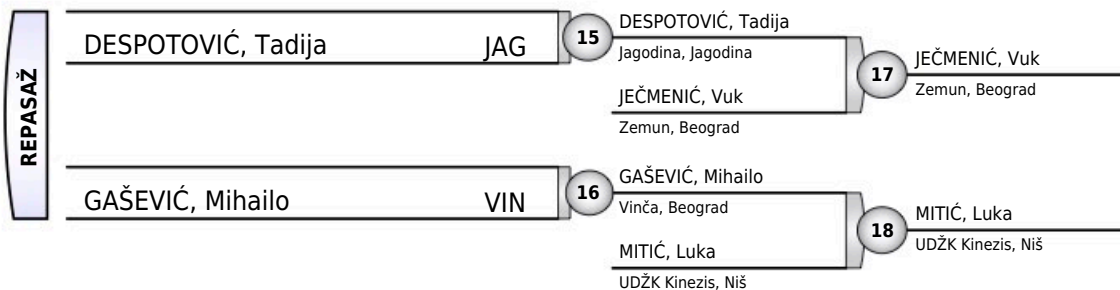 REPASAŽ
DESPOTOVIĆ, Tadija JAG
15
DESPOTOVIĆ, Tadija
Jagodina, Jagodina
JEČMENIĆ, Vuk
Zemun, Beograd
17
JEČMENIĆ, Vuk
Zemun, Beograd
GAŠEVIĆ, Mihailo VIN
16
GAŠEVIĆ, Mihailo
Vinča, Beograd
MITIĆ, Luka
UDŽK Kinezis, Niš
18
MITIĆ, Luka
UDŽK Kinezis, Niš